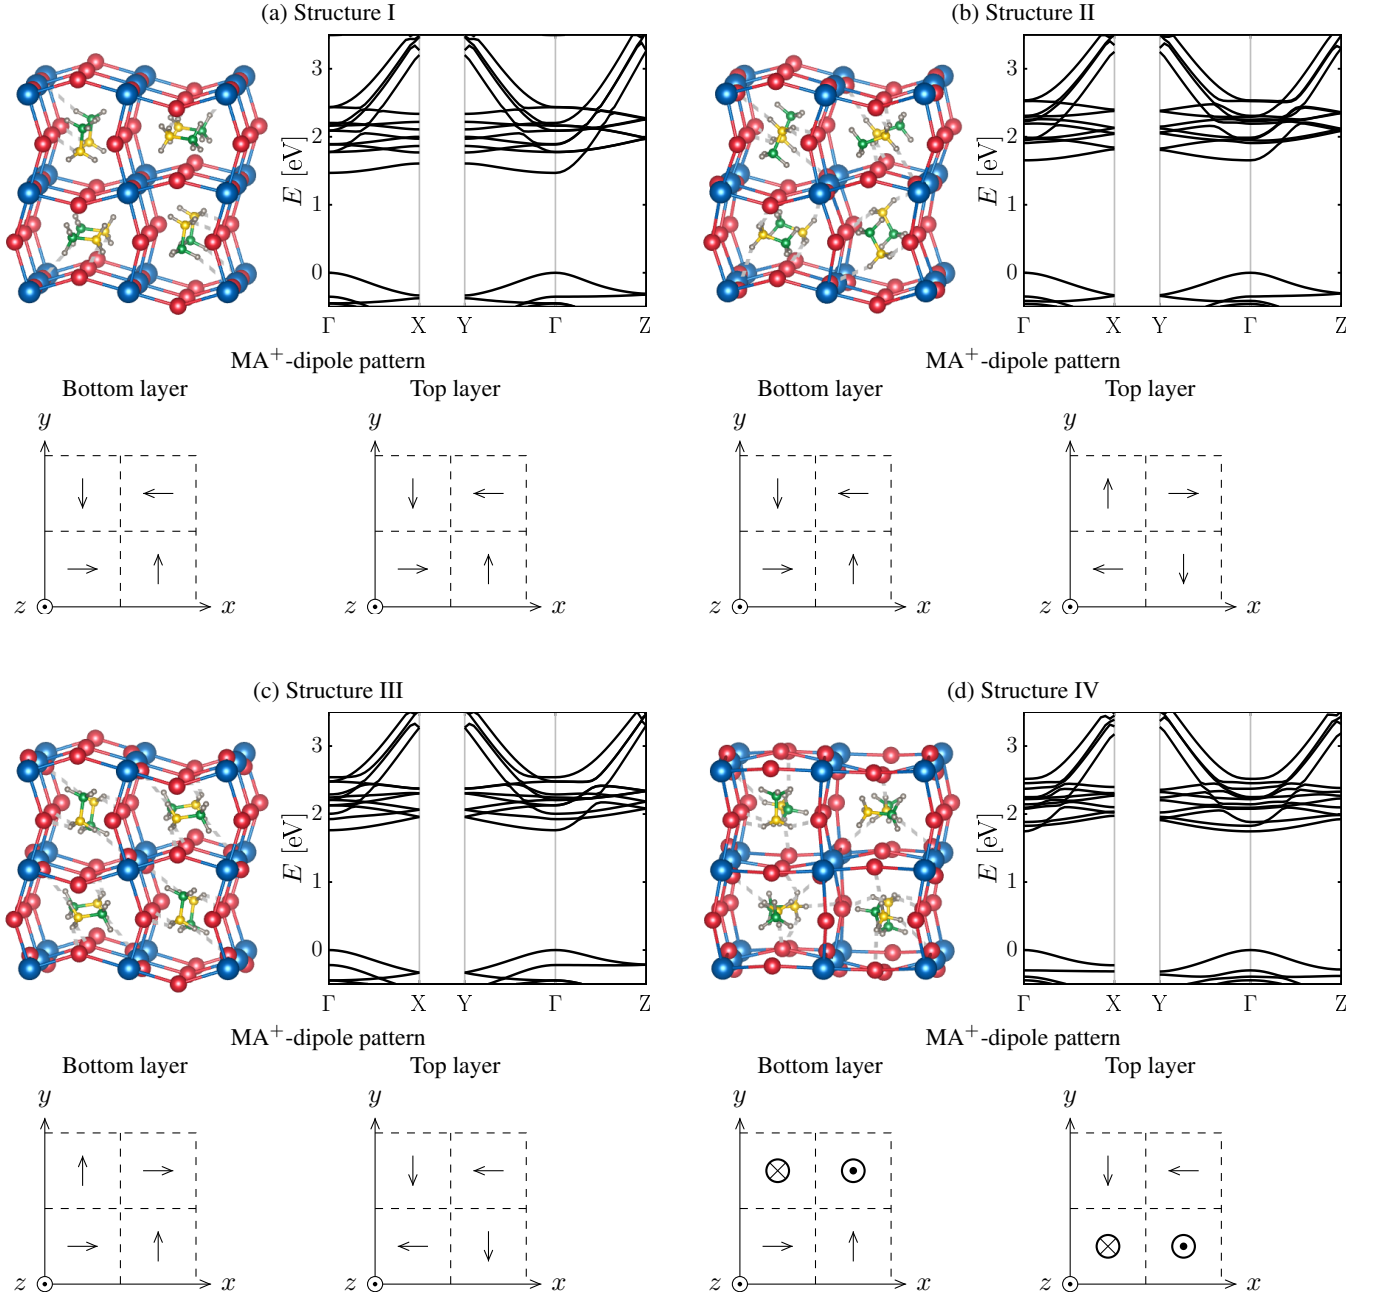 (a) Structure I
(b) Structure II
3
2
1
0
E [eV]
Γ X Y Γ Z
3
2
1
0
E [eV]
Γ X Y Γ Z
MA⁺-dipole pattern
Bottom layer Top layer
y y
z x z x
MA⁺-dipole pattern
Bottom layer Top layer
y y
z x z x
(c) Structure III
(d) Structure IV
3
2
1
0
E [eV]
Γ X Y Γ Z
3
2
1
0
E [eV]
Γ X Y Γ Z
MA⁺-dipole pattern
Bottom layer Top layer
y y
z x z x
MA⁺-dipole pattern
Bottom layer Top layer
y y
z x z x